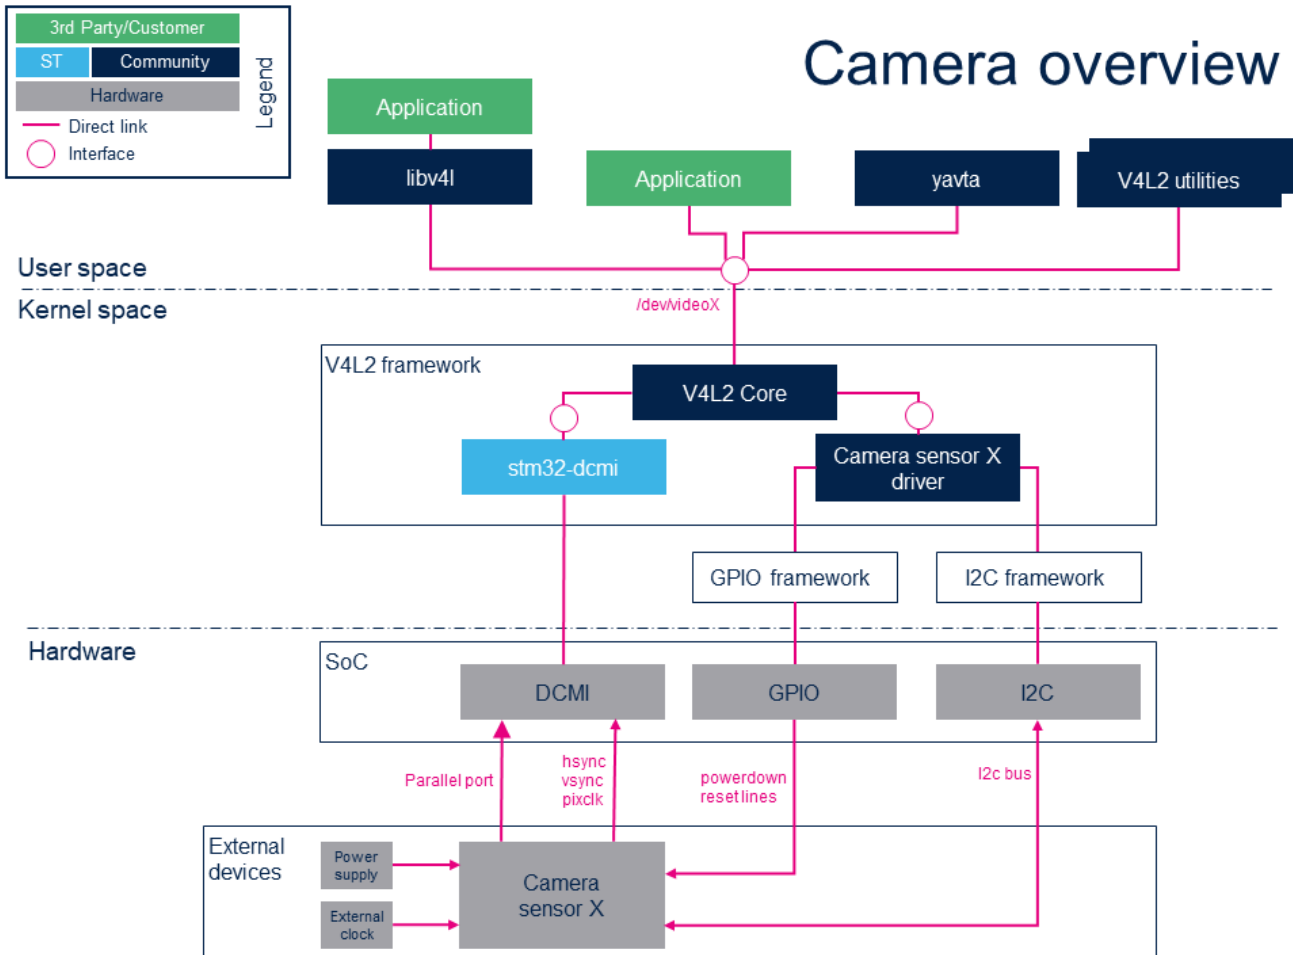 3rd Party/Customer
ST
Community
Hardware
Direct link
Interface
Legend
Camera overview
Application
libv4l
Application
yavta
V4L2 utilities
User space
Kernel space
/dev/videoX
V4L2 framework
V4L2 Core
stm32-dcmi
Camera sensor X
driver
GPIO framework
I2C framework
Hardware
SoC
DCMI
GPIO
I2C
Parallel port
hsync
vsync
pixclk
powerdown
reset lines
I2c bus
External
devices
Power
supply
External
clock
Camera
sensor X